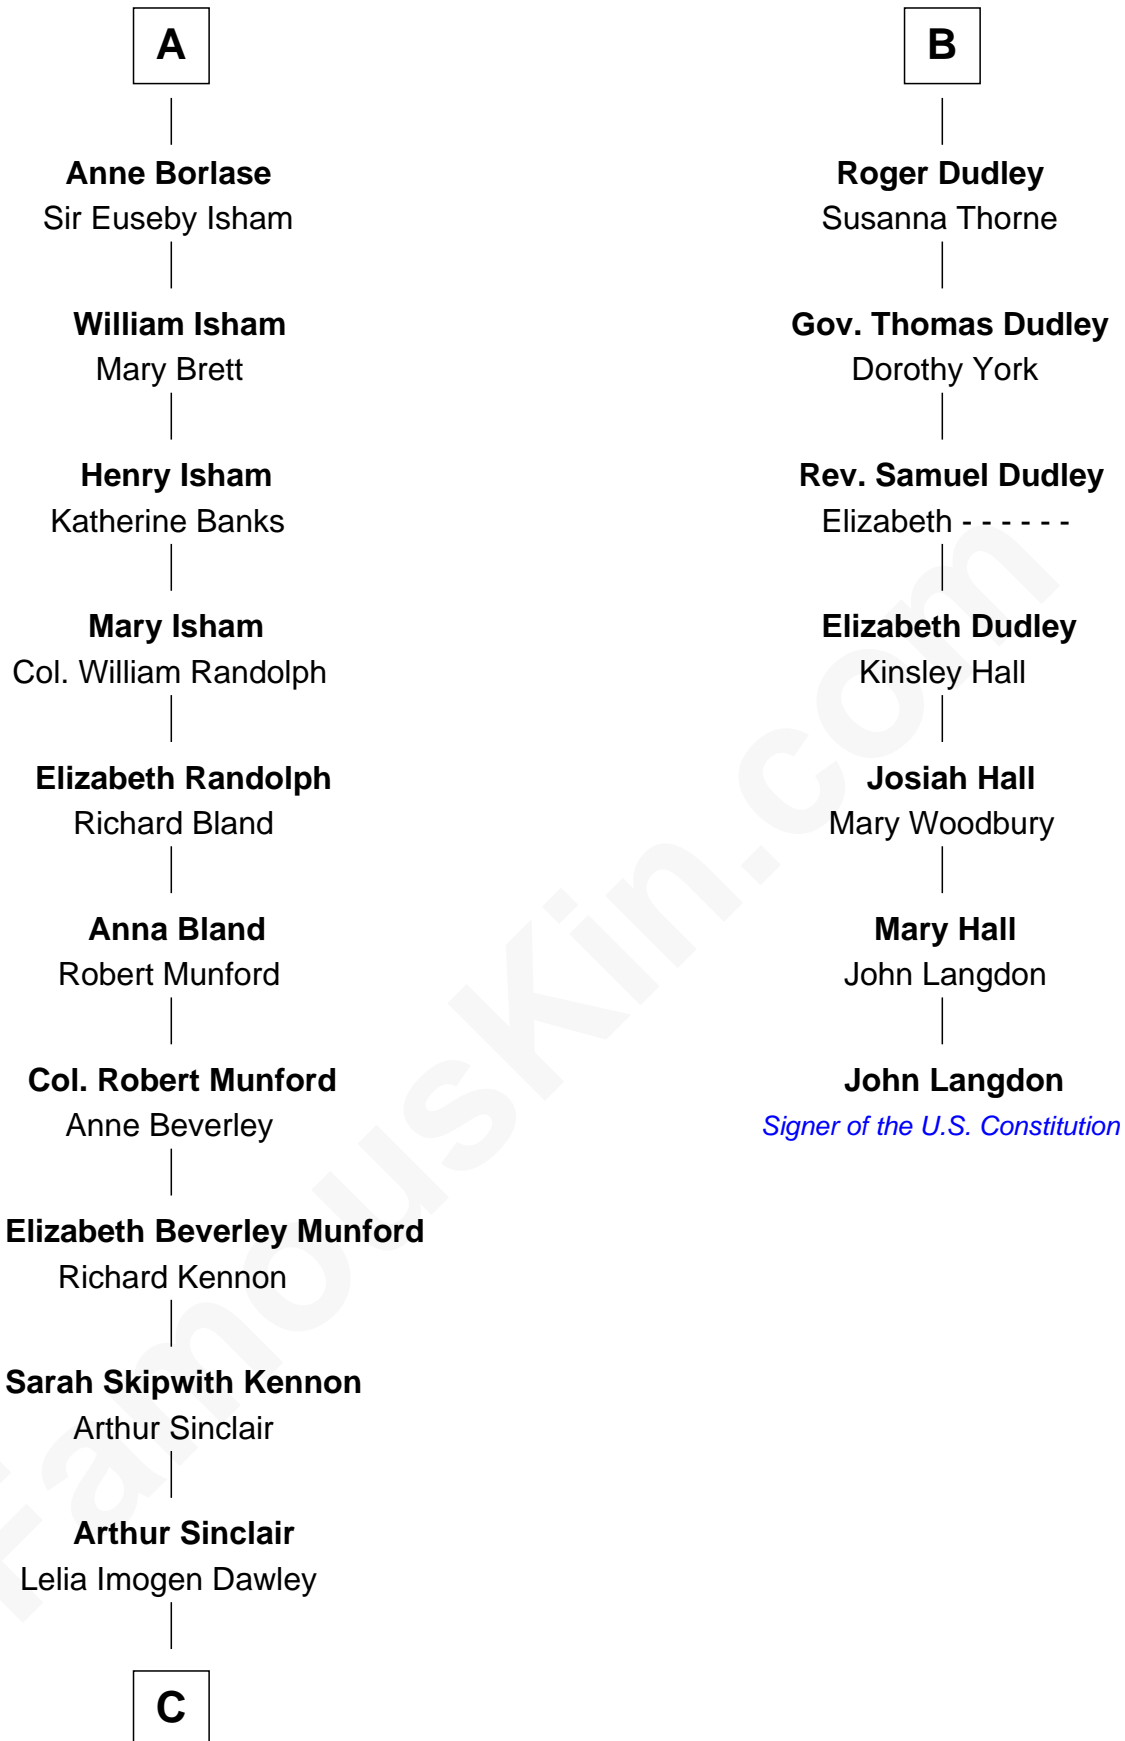 A
Anne Borlase
Sir Euseby Isham
William Isham
Mary Brett
Henry Isham
Katherine Banks
Mary Isham
Col. William Randolph
Elizabeth Randolph
Richard Bland
Anna Bland
Robert Munford
Col. Robert Munford
Anne Beverley
Elizabeth Beverley Munford
Richard Kennon
Sarah Skipwith Kennon
Arthur Sinclair
Arthur Sinclair
Lelia Imogen Dawley
C
B
Roger Dudley
Susanna Thorne
Gov. Thomas Dudley
Dorothy York
Rev. Samuel Dudley
Elizabeth - - - - - -
Elizabeth Dudley
Kinsley Hall
Josiah Hall
Mary Woodbury
Mary Hall
John Langdon
John Langdon
Signer of the U.S. Constitution
FamousKin.com